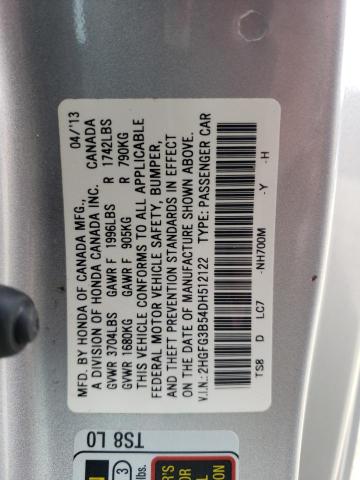 MFD. BY HONDA OF CANADA MFG., 04/'13
A DIVISION OF HONDA CANADA INC. CANADA
GVWR 3704LBS GAWR F 1996LBS R 1742LBS
GVWR 1680KG GAWR F 905KG R 790KG
THIS VEHICLE CONFORMS TO ALL APPLICABLE
FEDERAL MOTOR VEHICLE SAFETY, BUMPER,
AND THEFT PREVENTION STANDARDS IN EFFECT
ON THE DATE OF MANUFACTURE SHOWN ABOVE.
V.I.N.: 2HGFG3B54DH512122 TYPE: PASSENGER CAR
TS8 D LC7 -NH700M -Y -H
TS8 L0
3
lbs.